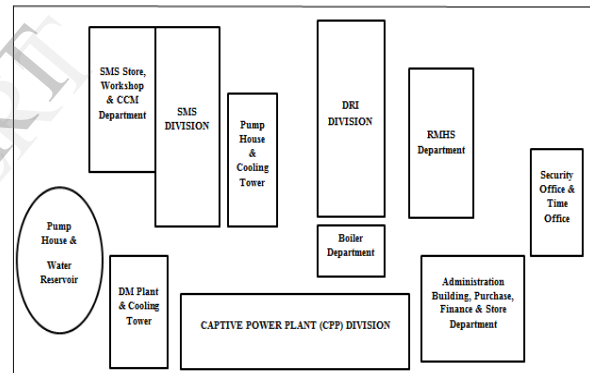 SMS Store,
Workshop
& CCM
Department
SMS
DIVISION
Pump
House
&
Cooling
Tower
DRI
DIVISION
RMHS
Department
Security
Office &
Time
Office
Pump
House &
Water
Reservoir
DM Plant
& Cooling
Tower
Boiler
Department
CAPTIVE POWER PLANT (CPP) DIVISION
Administration
Building, Purchase,
Finance & Store
Department